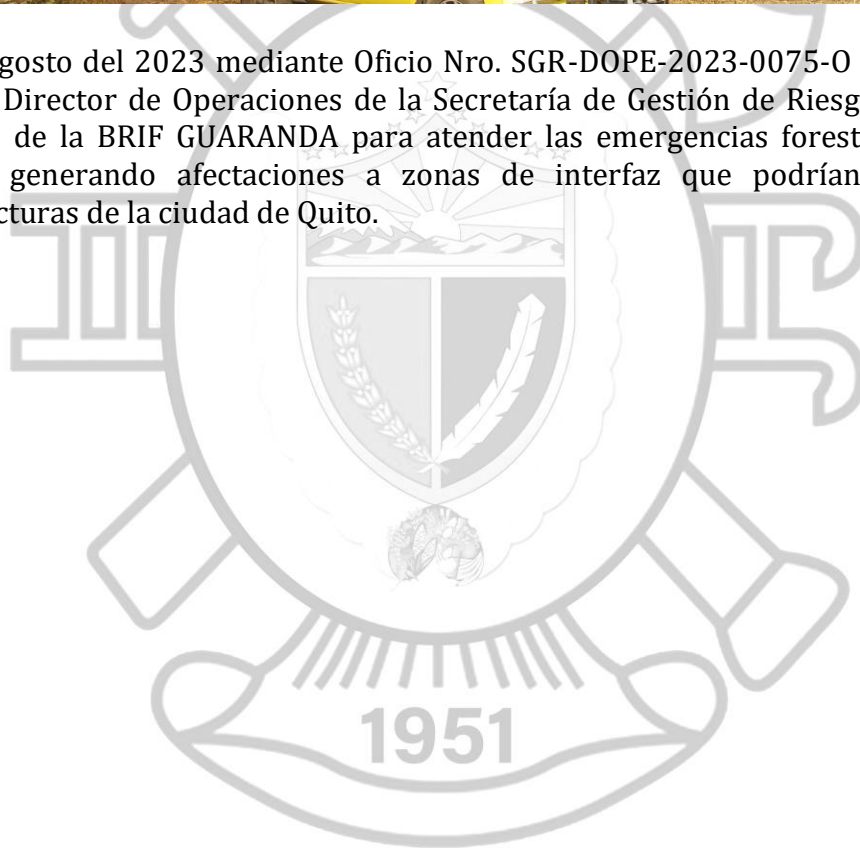 gosto del 2023 mediante Oficio Nro. SGR-DOPE-2023-0075-O
Director de Operaciones de la Secretaría de Gestión de Riesg
de la BRIF GUARANDA para atender las emergencias forest
generando afectaciones a zonas de interfaz que podrían
cturas de la ciudad de Quito.
1951